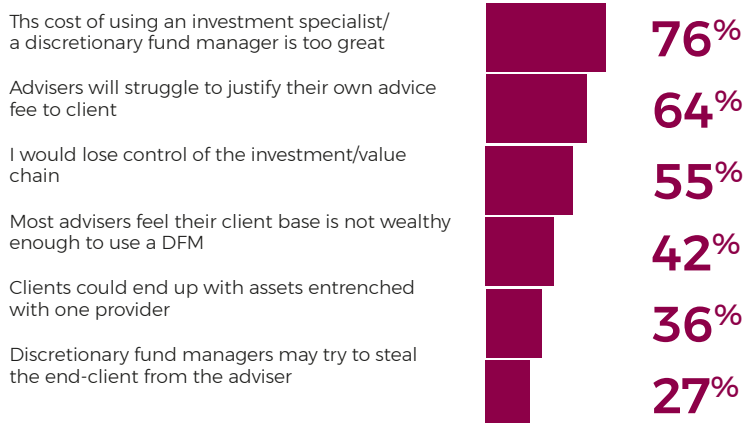 Ths cost of using an investment specialist/
a discretionary fund manager is too great
76%
Advisers will struggle to justify their own advice
fee to client
64%
I would lose control of the investment/value
chain
55%
Most advisers feel their client base is not wealthy
enough to use a DFM
42%
Clients could end up with assets entrenched
with one provider
36%
Discretionary fund managers may try to steal
the end-client from the adviser
27%